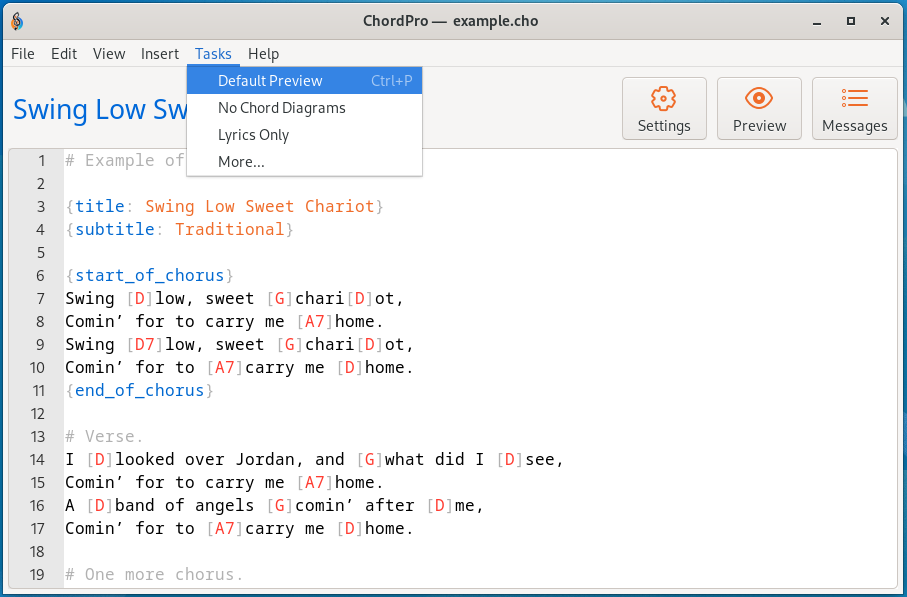 ChordPro — example.cho
File Edit View Insert Tasks Help
Default Preview Ctrl+P
No Chord Diagrams
Lyrics Only
More...
Swing Low Sw
Settings Preview Messages
1 # Example of
2
3 {title: Swing Low Sweet Chariot}
4 {subtitle: Traditional}
5
6 {start_of_chorus}
7 Swing [D]low, sweet [G]chari[D]ot,
8 Comin’ for to carry me [A7]home.
9 Swing [D7]low, sweet [G]chari[D]ot,
10 Comin’ for to [A7]carry me [D]home.
11 {end_of_chorus}
12
13 # Verse.
14 I [D]looked over Jordan, and [G]what did I [D]see,
15 Comin’ for to carry me [A7]home.
16 A [D]band of angels [G]comin’ after [D]me,
17 Comin’ for to [A7]carry me [D]home.
18
19 # One more chorus.